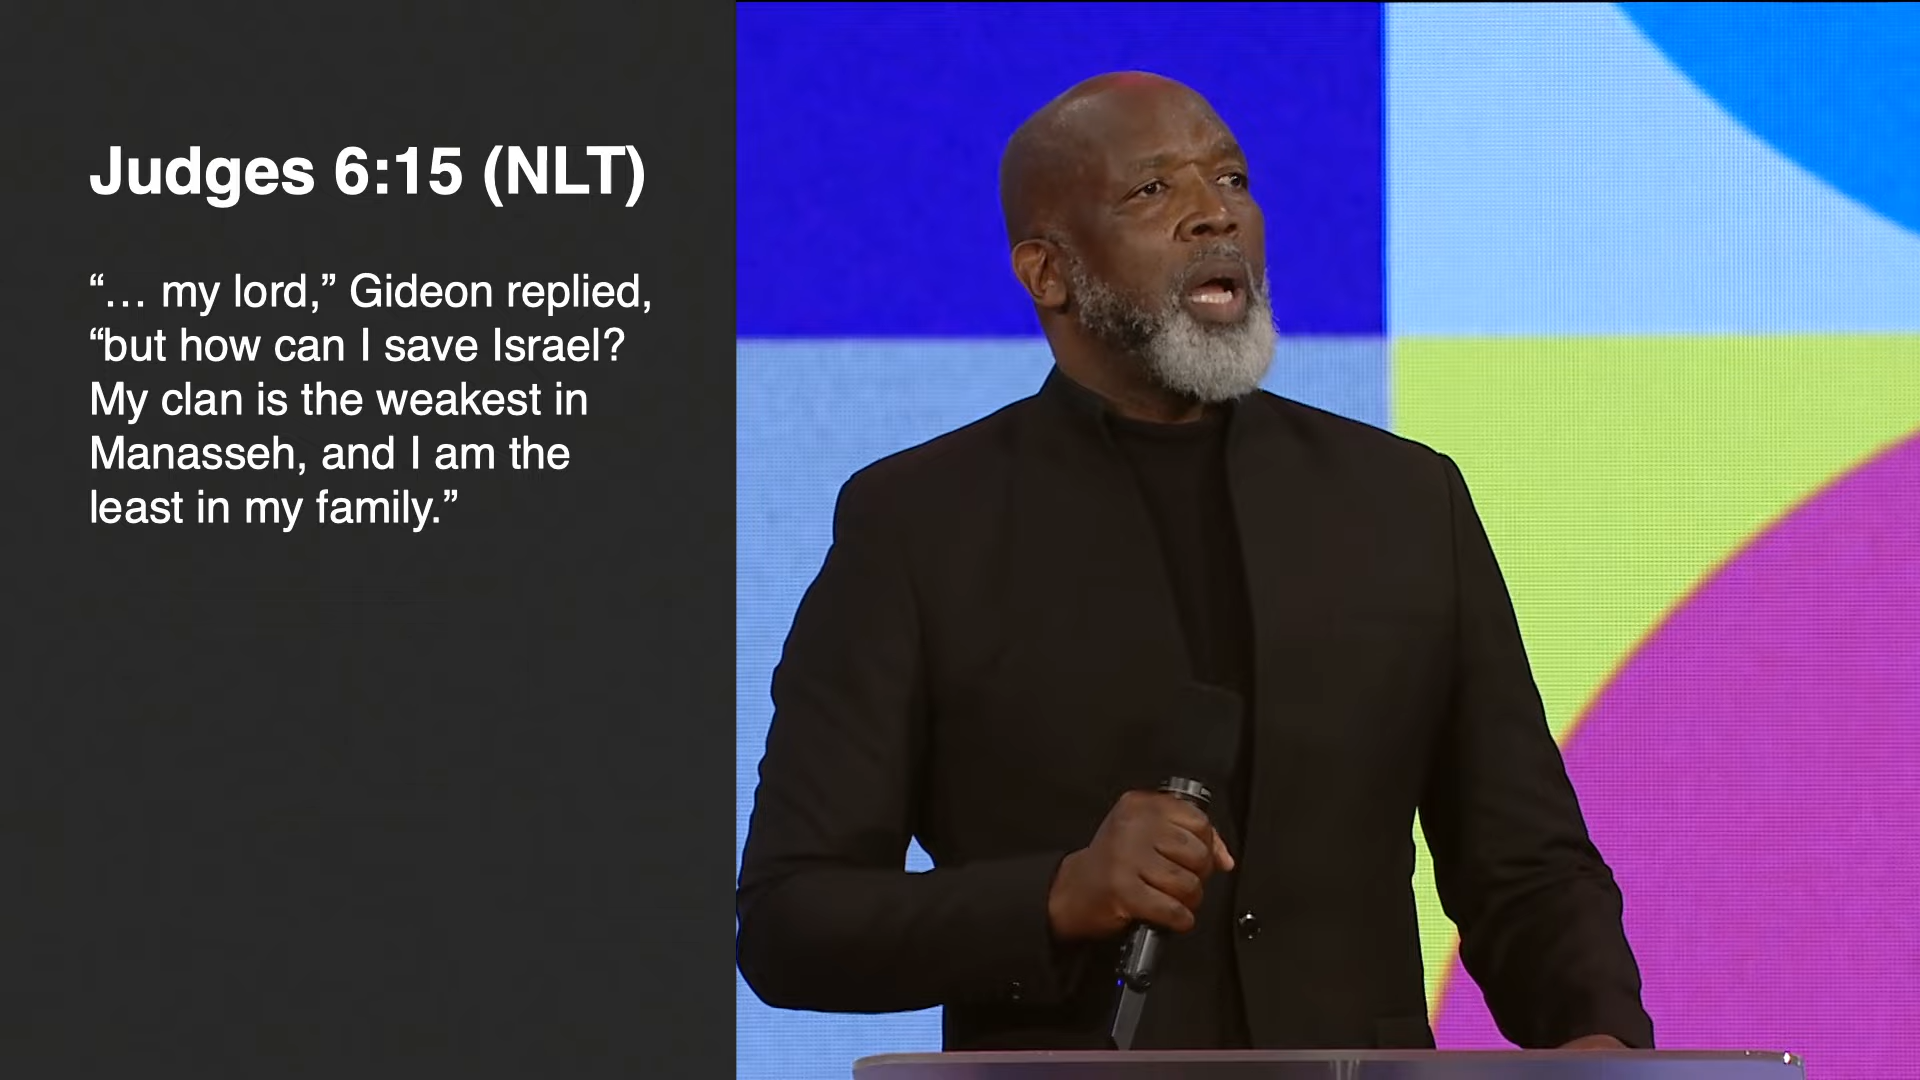 Judges 6:15 (NLT)
“… my lord,” Gideon replied,
“but how can I save Israel?
My clan is the weakest in
Manasseh, and I am the
least in my family.”